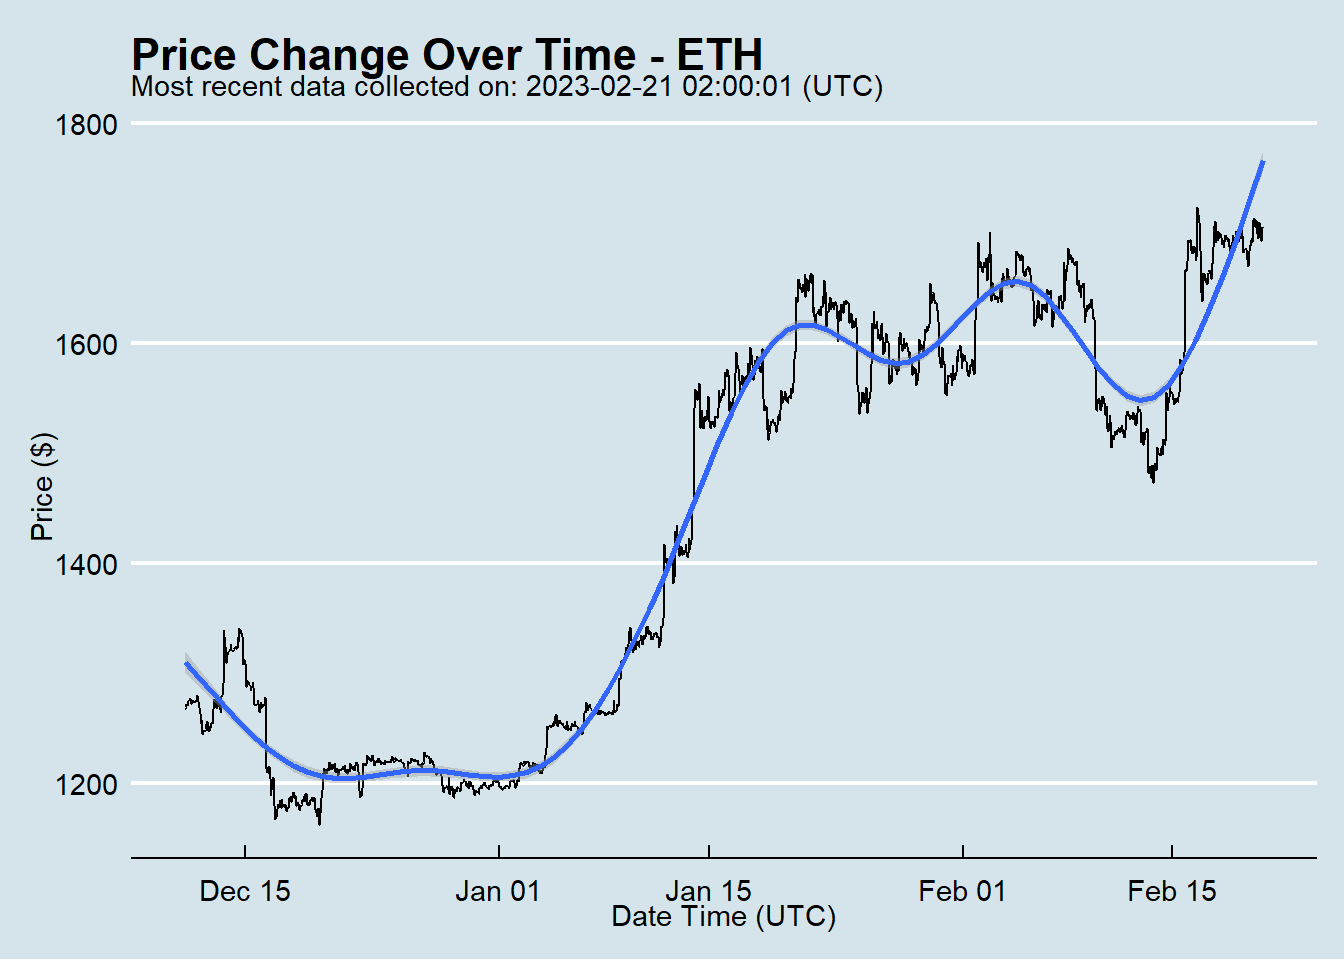 Price Change Over Time - ETH
Most recent data collected on: 2023-02-21 02:00:01 (UTC)
1800
1600
1400
1200
Price ($)
Dec 15
Jan 01
Jan 15
Feb 01
Feb 15
Date Time (UTC)